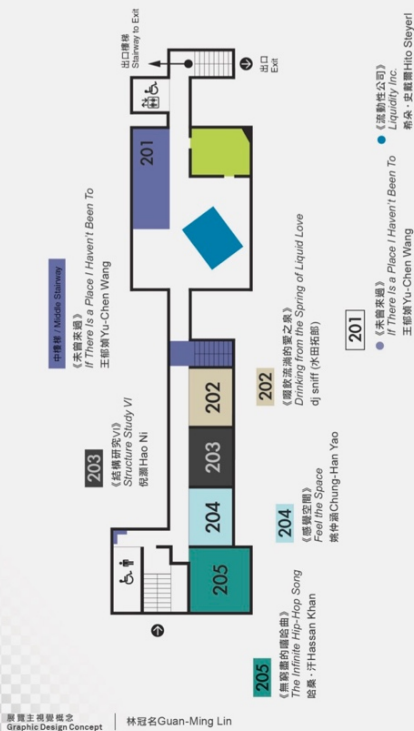 出口樓梯
Stairway to Exit
出口
Exit
201
中樓梯 / Middle Stairway
《未曾來過》
If There Is a Place I Haven't Been To
王郁媜Yu-Chen Wang
203
《結構研究VI》
Structure Study VI
倪灝Hao Ni
202
203
204
205
202
《啜飲流淌的愛之泉》
Drinking from the Spring of Liquid Love
dj sniff (水田拓郎)
204
《感覺空間》
Feel the Space
姚仲涵Chung-Han Yao
205
《無窮盡的嘻哈曲》
The Infinite Hip-Hop Song
哈桑・汗Hassan Khan
201
《未曾來過》
If There Is a Place I Haven't Been To
王郁媜Yu-Chen Wang
《流動性公司》
Liquidity Inc.
希朵・史戴爾Hito Steyerl
展覽主視覺概念
Graphic Design Concept
林冠名Guan-Ming Lin